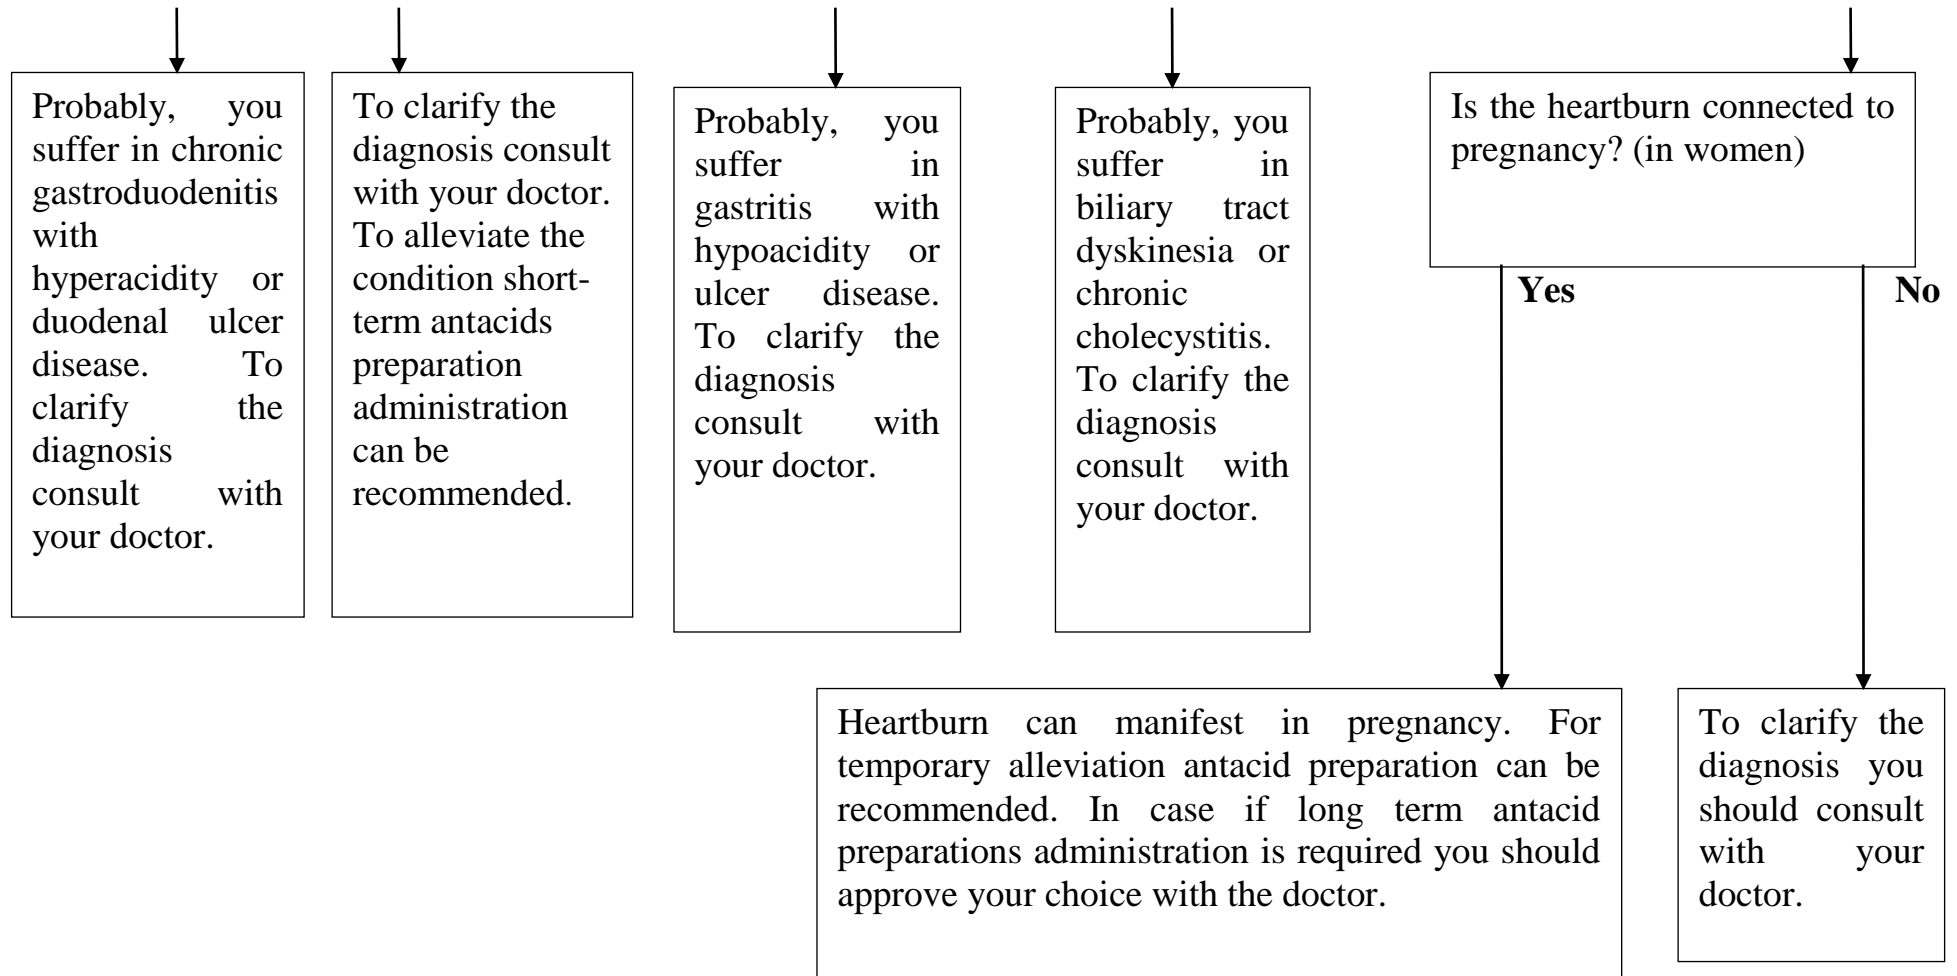 Probably, you
suffer in chronic
gastroduodenitis
with
hyperacidity or
duodenal ulcer
disease. To
clarify the
diagnosis
consult with
your doctor.
To clarify the
diagnosis consult
with your doctor.
To alleviate the
condition short-
term antacids
preparation
administration
can be
recommended.
Probably, you
suffer in
gastritis with
hypoacidity or
ulcer disease.
To clarify the
diagnosis
consult with
your doctor.
Probably, you
suffer in
biliary tract
dyskinesia or
chronic
cholecystitis.
To clarify the
diagnosis
consult with
your doctor.
Is the heartburn connected to
pregnancy? (in women)
Yes
No
Heartburn can manifest in pregnancy. For
temporary alleviation antacid preparation can be
recommended. In case if long term antacid
preparations administration is required you should
approve your choice with the doctor.
To clarify the
diagnosis you
should consult
with your
doctor.